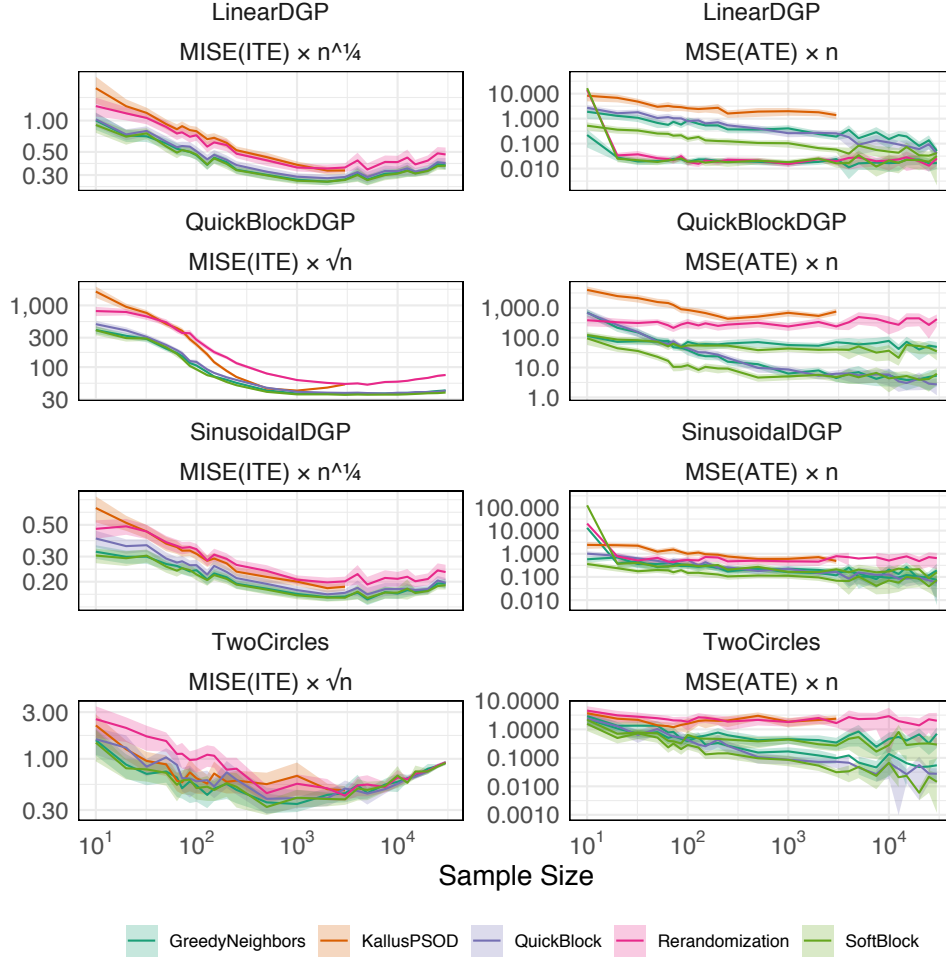 LinearDGP
MISE(ITE) × n^¼
1.00
0.50
0.30
LinearDGP
MSE(ATE) × n
10.000
1.000
0.100
0.010
QuickBlockDGP
MISE(ITE) × √n
1,000
300
100
30
QuickBlockDGP
MSE(ATE) × n
1,000.0
100.0
10.0
1.0
SinusoidalDGP
MISE(ITE) × n^¼
0.50
0.30
0.20
SinusoidalDGP
MSE(ATE) × n
100.000
10.000
1.000
0.100
0.010
TwoCircles
MISE(ITE) × √n
3.00
1.00
0.30
TwoCircles
MSE(ATE) × n
10.0000
1.0000
0.1000
0.0100
0.0010
10¹ 10² 10³ 10⁴
10¹ 10² 10³ 10⁴
Sample Size
GreedyNeighbors KallusPSOD QuickBlock Rerandomization SoftBlock